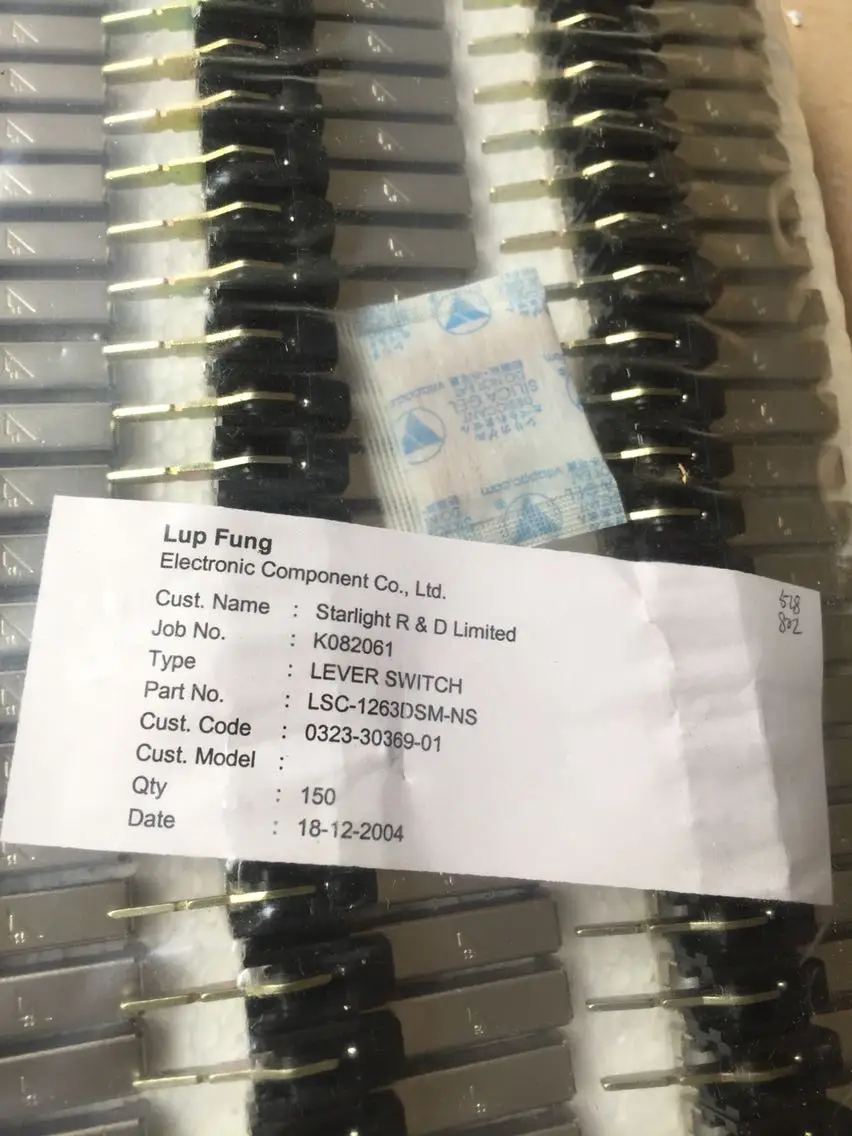 SILICA GEL
Lup Fung
Electronic Component Co., Ltd.
Cust. Name : Starlight R & D Limited
Job No. : K082061
Type : LEVER SWITCH
Part No. : LSC-1263DSM-NS
Cust. Code : 0323-30369-01
Cust. Model :
Qty : 150
Date : 18-12-2004